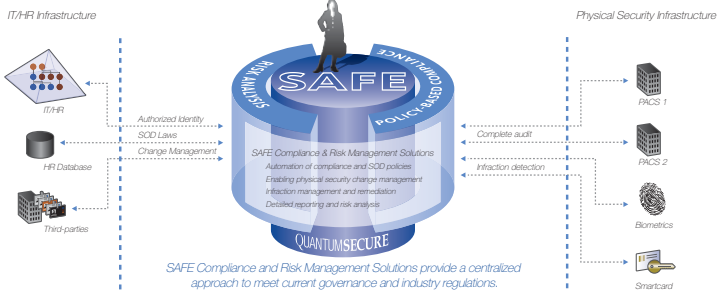 IT/HR Infrastructure
Physical Security Infrastructure
RISK ANALYSIS
SAFE
POLICY-BASED COMPLIANCE
IT/HR
HR Database
Third-parties
Authorized Identity
SOD Laws
Change Management
SAFE Compliance & Risk Management Solutions
Automation of compliance and SOD policies
Enabling physical security change management
Infraction management and remediation
Detailed reporting and risk analysis
QUANTUMSECURE
Complete audit
Infraction detection
PACS 1
PACS 2
Biometrics
Smartcard
SAFE Compliance and Risk Management Solutions provide a centralized
approach to meet current governance and industry regulations.